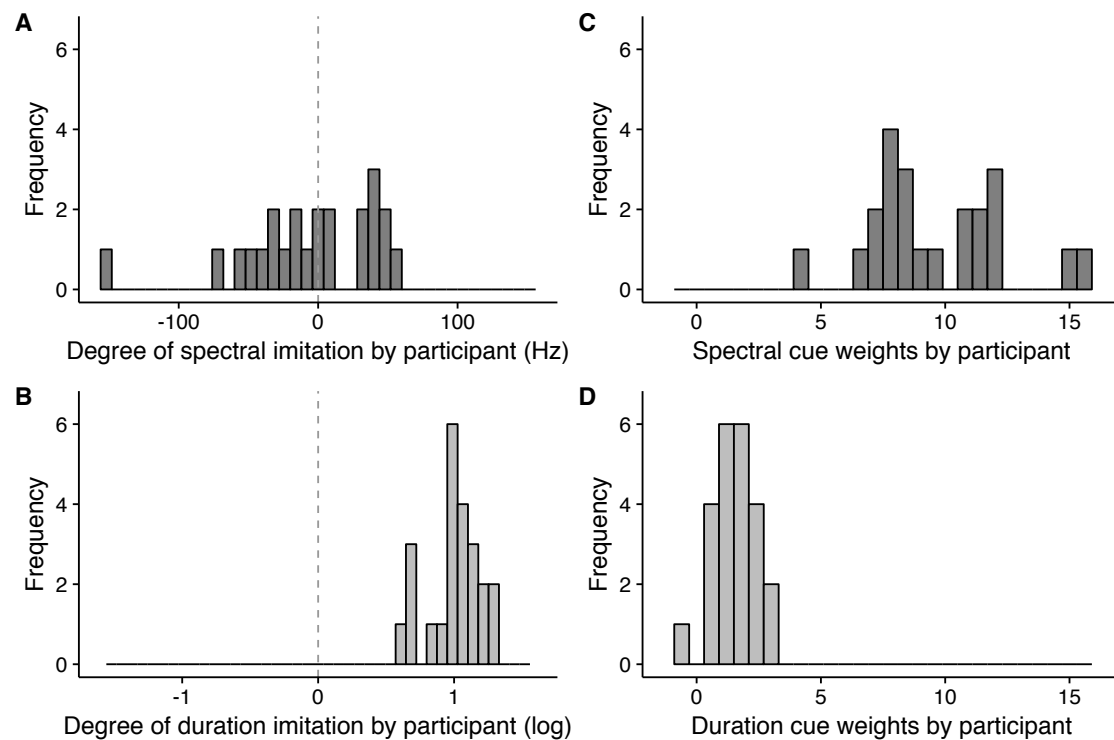 A
Frequency
6
4
2
0
-100 0 100
Degree of spectral imitation by participant (Hz)
C
Frequency
6
4
2
0
0 5 10 15
Spectral cue weights by participant
B
Frequency
6
4
2
0
-1 0 1
Degree of duration imitation by participant (log)
D
Frequency
6
4
2
0
0 5 10 15
Duration cue weights by participant